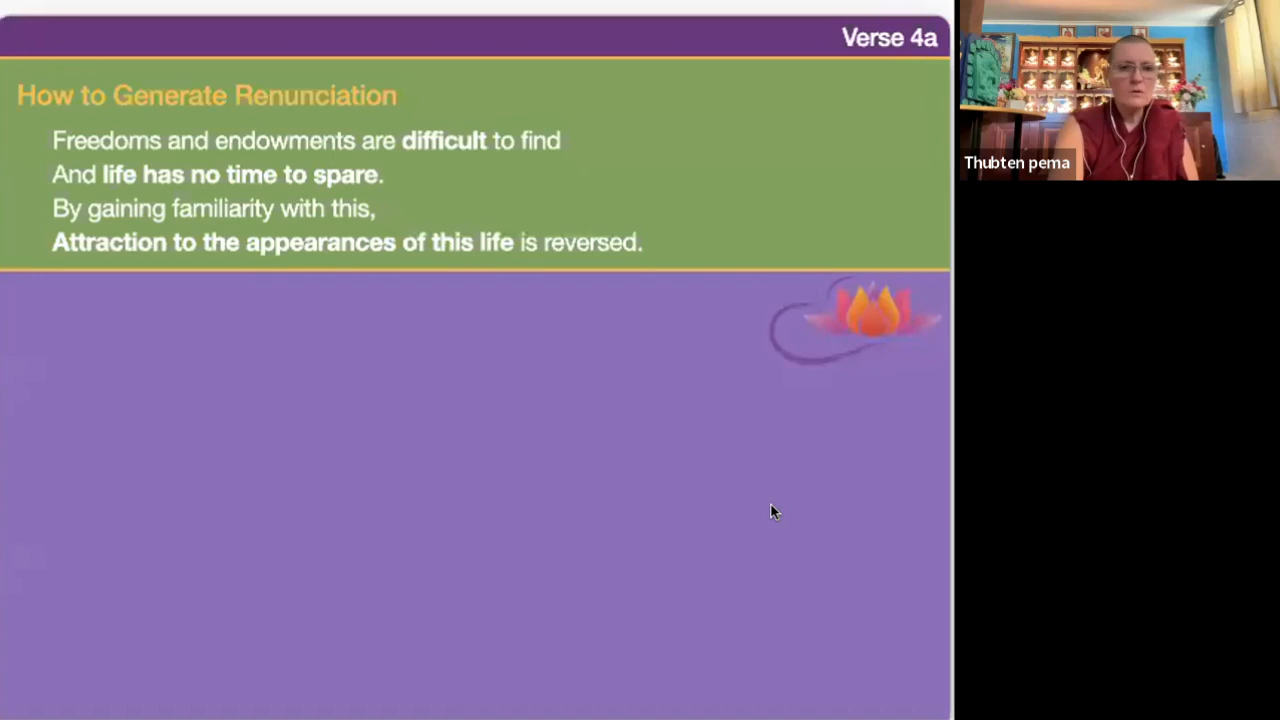 Verse 4a
How to Generate Renunciation
Freedoms and endowments are difficult to find
And life has no time to spare.
By gaining familiarity with this,
Attraction to the appearances of this life is reversed.
Thubten pema